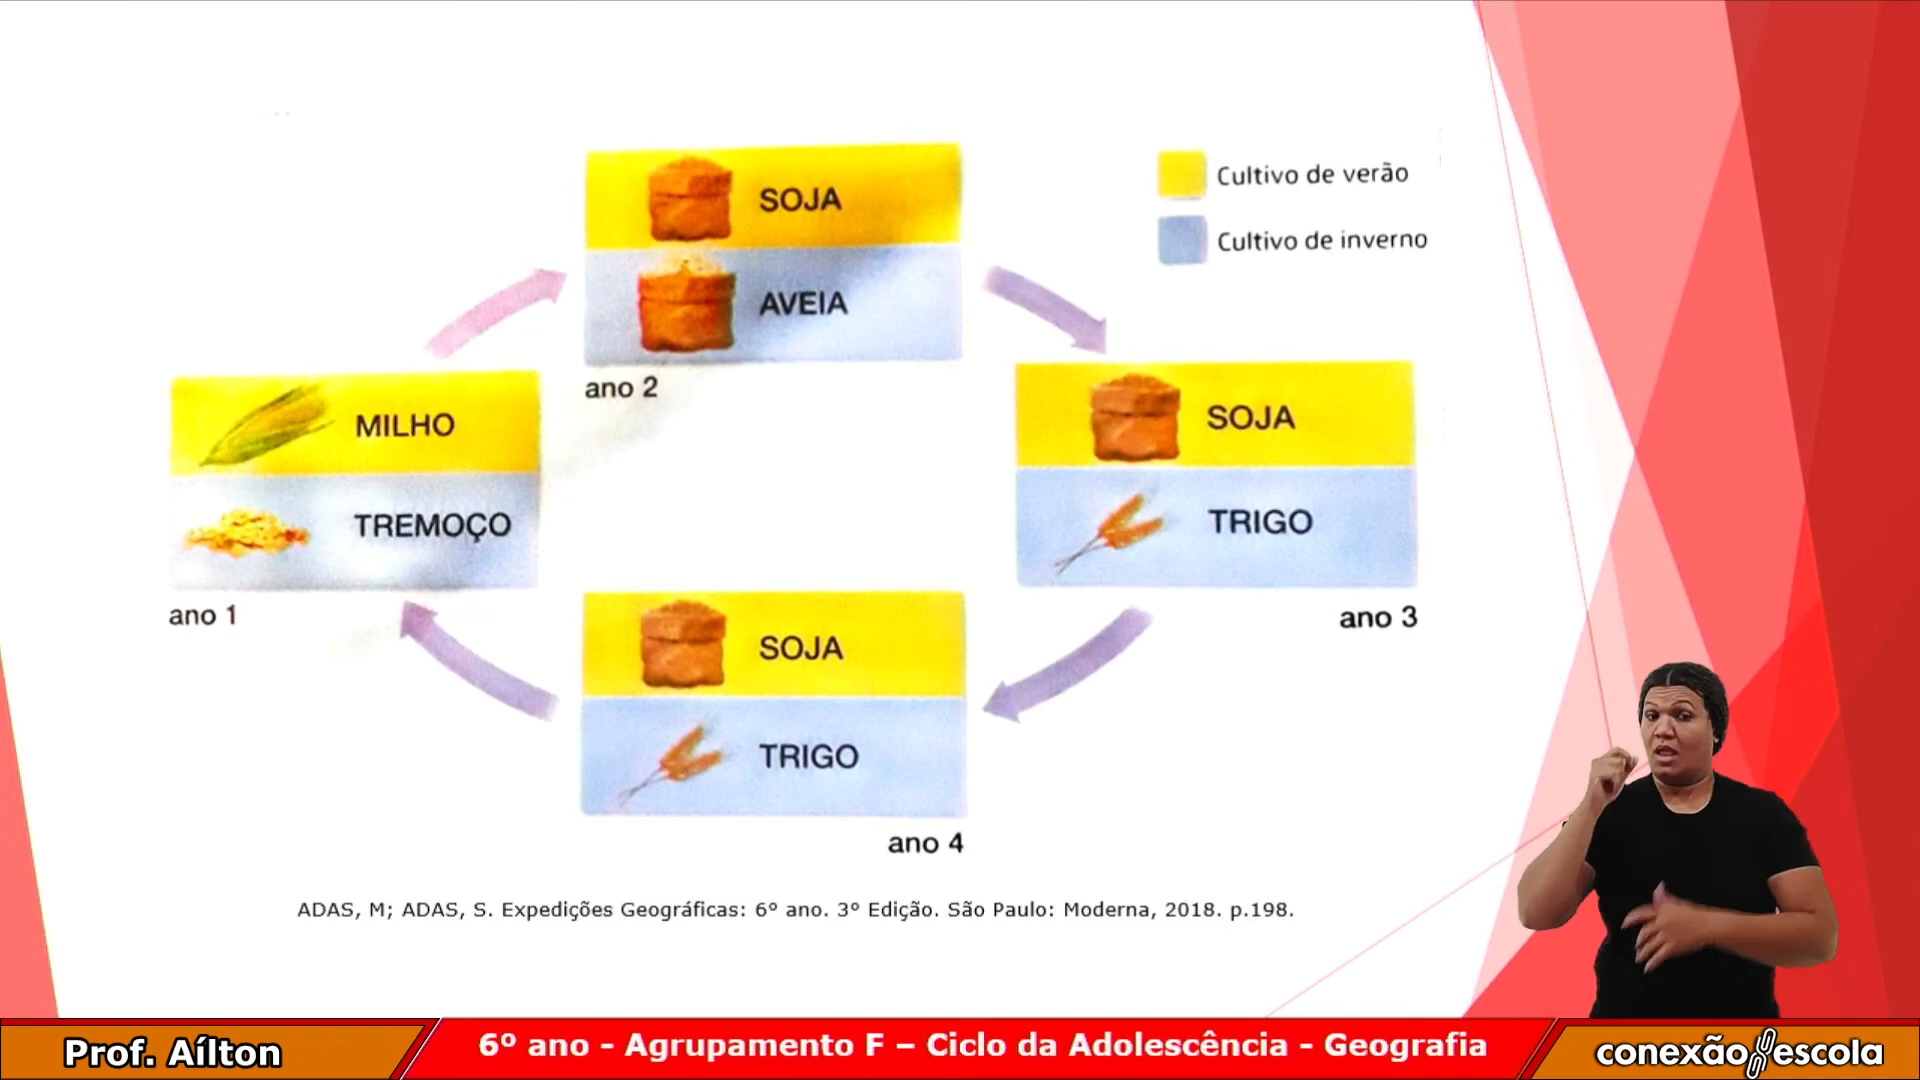 SOJA
AVEIA
ano 2
Cultivo de verão
Cultivo de inverno
MILHO
TREMOÇO
ano 1
SOJA
TRIGO
ano 3
SOJA
TRIGO
ano 4
ADAS, M; ADAS, S. Expedições Geográficas: 6º ano. 3º Edição. São Paulo: Moderna, 2018. p.198.
Prof. Aílton
6º ano - Agrupamento F – Ciclo da Adolescência - Geografia
conexão escola